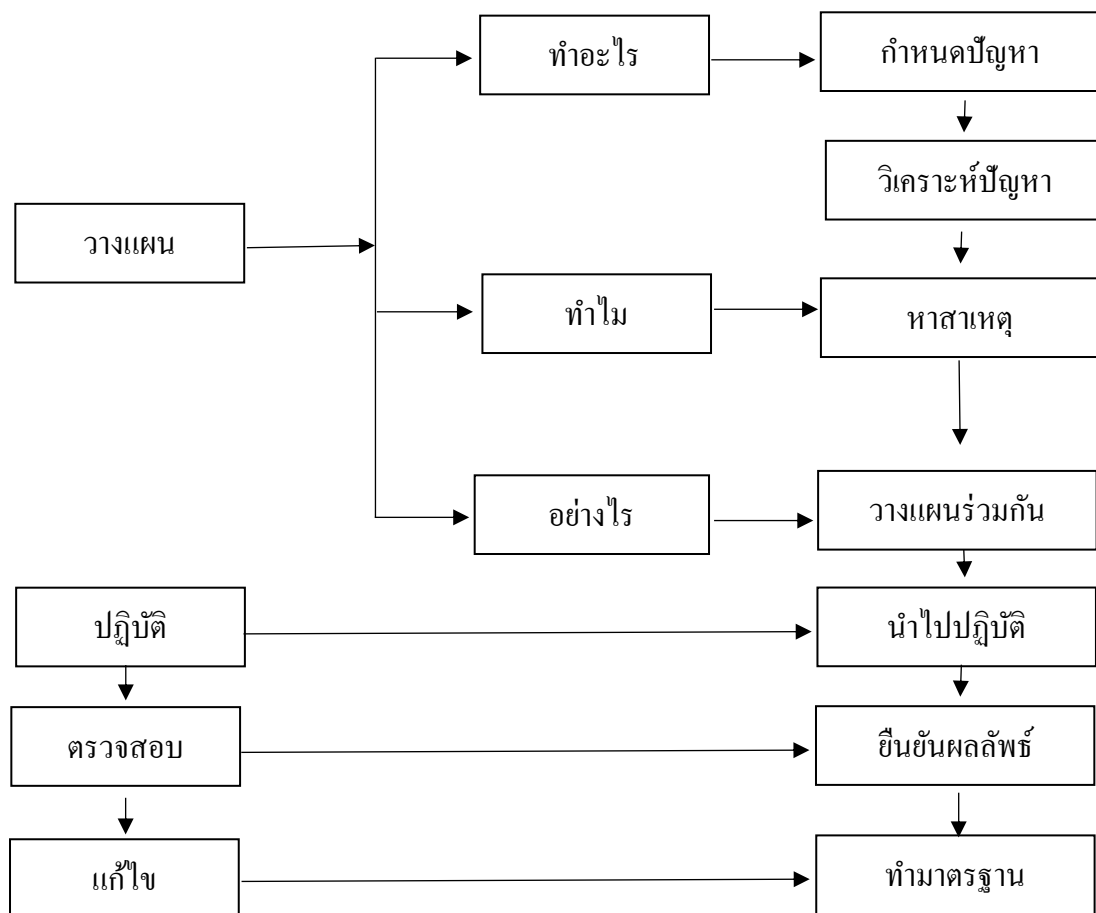 ทำอะไร
กำหนดปัญหา
วิเคราะห์ปัญหา
วางแผน
ทำไม
หาสาเหตุ
อย่างไร
วางแผนร่วมกัน
ปฏิบัติ
นำไปปฏิบัติ
ตรวจสอบ
ยืนยันผลลัพธ์
แก้ไข
ทำมาตรฐาน